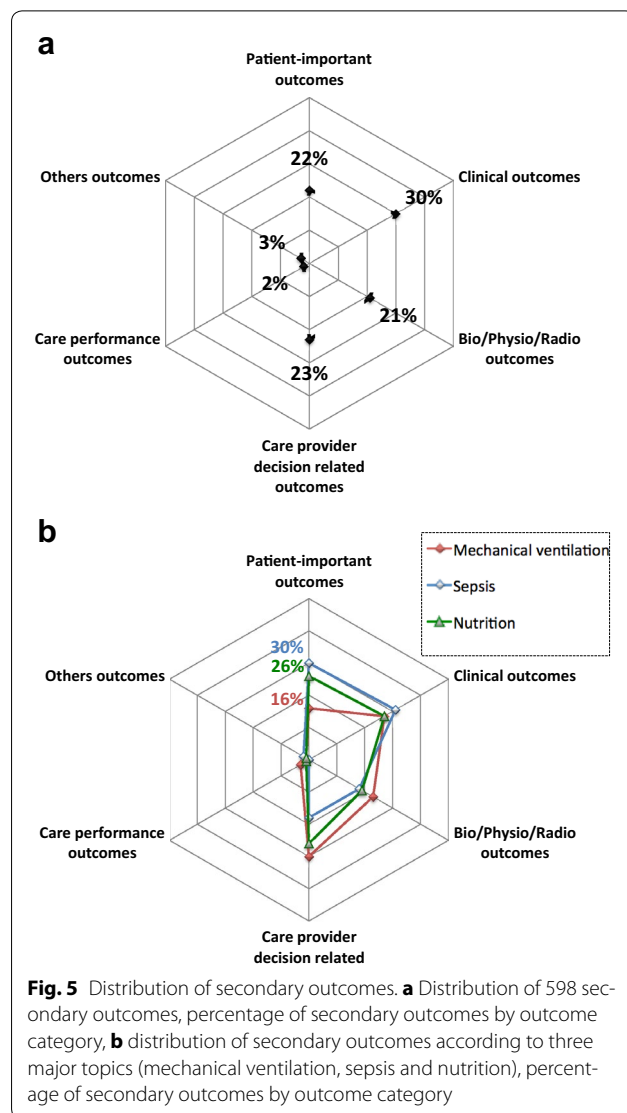 a
Patient-important
outcomes
22%
Others outcomes
Clinical outcomes
30%
3%
2%
21%
Care performance
outcomes
Bio/Physio/Radio
outcomes
23%
Care provider
decision related
outcomes
b
Mechanical ventilation
Sepsis
Nutrition
Patient-important
outcomes
30%
26%
16%
Others outcomes
Clinical outcomes
Care performance
outcomes
Bio/Physio/Radio
outcomes
Care provider
decision related
Fig. 5 Distribution of secondary outcomes. a Distribution of 598 sec-
ondary outcomes, percentage of secondary outcomes by outcome
category, b distribution of secondary outcomes according to three
major topics (mechanical ventilation, sepsis and nutrition), percent-
age of secondary outcomes by outcome category